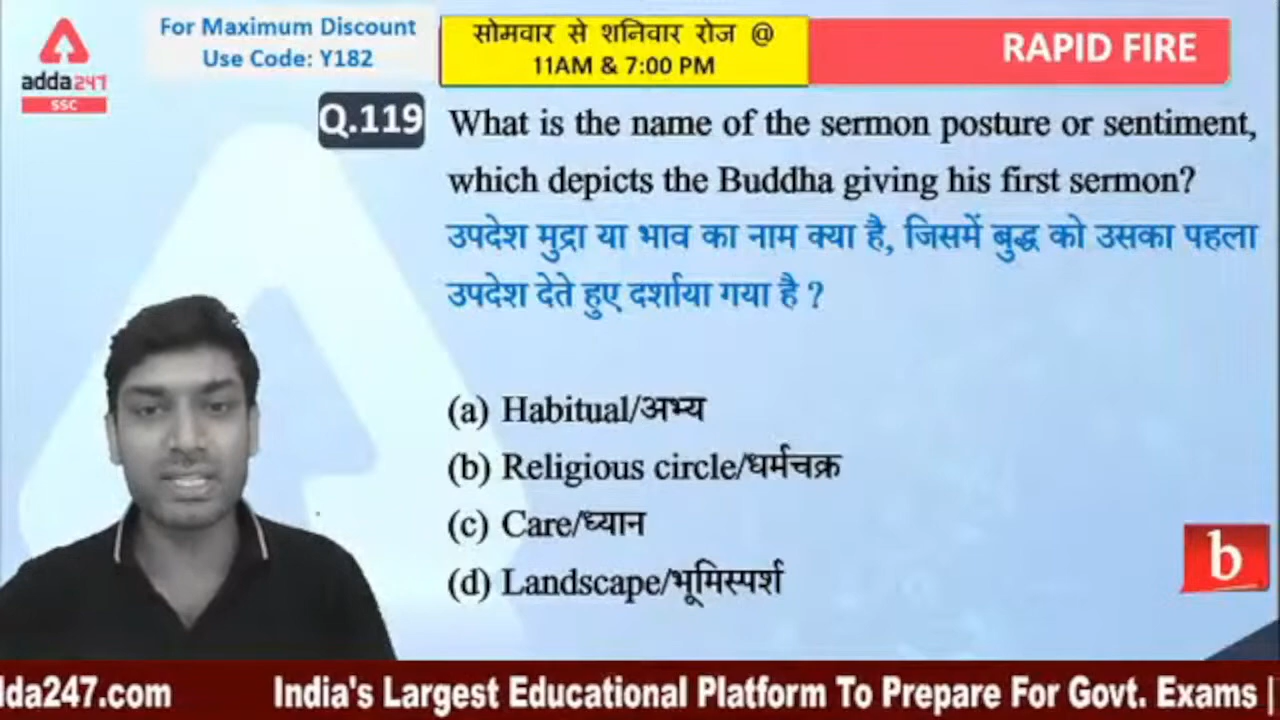 adda247
SSC
For Maximum Discount
Use Code: Y182
सोमवार से शनिवार रोज @
11AM & 7:00 PM
RAPID FIRE
Q.119
What is the name of the sermon posture or sentiment,
which depicts the Buddha giving his first sermon?
उपदेश मुद्रा या भाव का नाम क्या है, जिसमें बुद्ध को उसका पहला
उपदेश देते हुए दर्शाया गया है ?
(a) Habitual/अभ्य
(b) Religious circle/धर्मचक्र
(c) Care/ध्यान
(d) Landscape/भूमिस्पर्श
b
dda247.com India's Largest Educational Platform To Prepare For Govt. Exams |